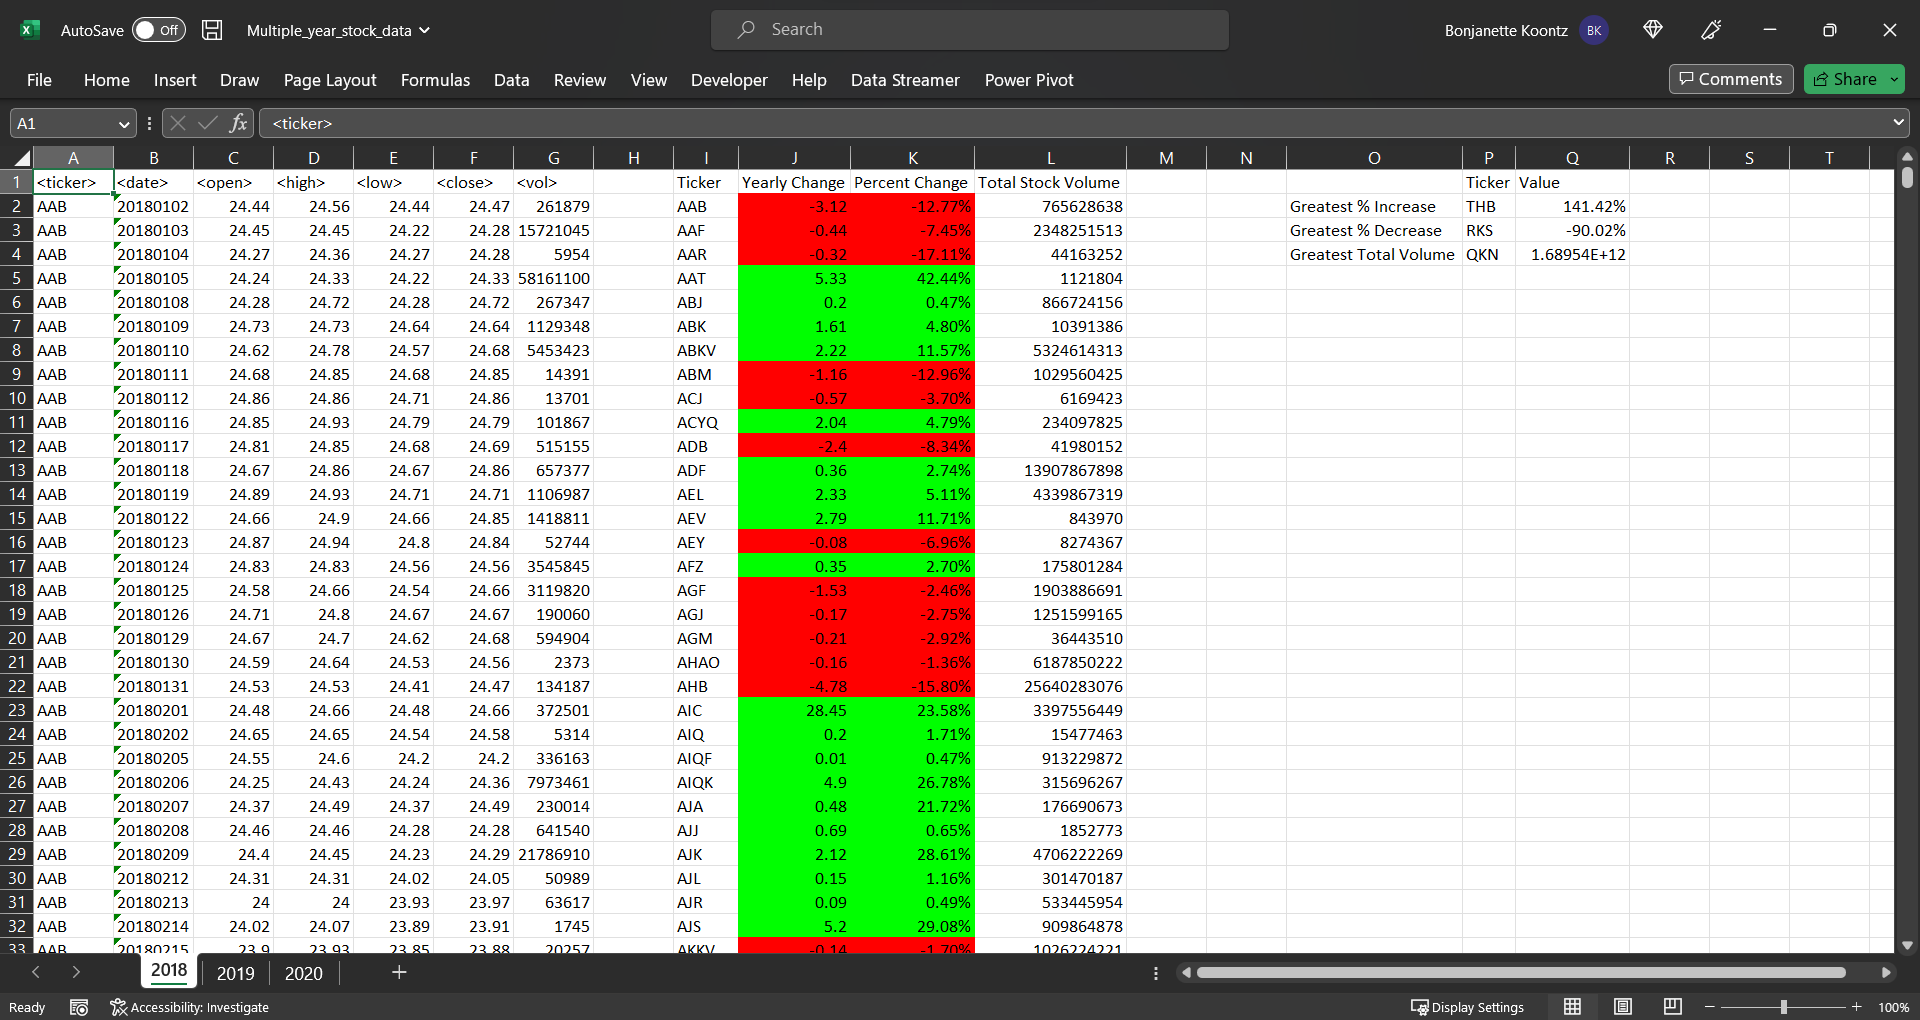 AutoSave Off Multiple_year_stock_data Search Bonjanette Koontz BK
File Home Insert Draw Page Layout Formulas Data Review View Developer Help Data Streamer Power Pivot Comments Share
A1 fx <ticker>
A B C D E F G H I J K L M N O P Q R S T
1 <ticker> <date> <open> <high> <low> <close> <vol> Ticker Yearly Change Percent Change Total Stock Volume Ticker Value
2 AAB 20180102 24.44 24.56 24.44 24.47 261879 AAB -3.12 -12.77% 765628638 Greatest % Increase THB 141.42%
3 AAB 20180103 24.45 24.45 24.22 24.28 15721045 AAF -0.44 -7.45% 2348251513 Greatest % Decrease RKS -90.02%
4 AAB 20180104 24.27 24.36 24.27 24.28 5954 AAR -0.32 -17.11% 44163252 Greatest Total Volume QKN 1.68954E+12
5 AAB 20180105 24.24 24.33 24.22 24.33 58161100 AAT 5.33 42.44% 1121804
6 AAB 20180108 24.28 24.72 24.28 24.72 267347 ABJ 0.2 0.47% 866724156
7 AAB 20180109 24.73 24.73 24.64 24.64 1129348 ABK 1.61 4.80% 10391386
8 AAB 20180110 24.62 24.78 24.57 24.68 5453423 ABKV 2.22 11.57% 5324614313
9 AAB 20180111 24.68 24.85 24.68 24.85 14391 ABM -1.16 -12.96% 1029560425
10 AAB 20180112 24.86 24.86 24.71 24.86 13701 ACJ -0.57 -3.70% 6169423
11 AAB 20180116 24.85 24.93 24.79 24.79 101867 ACYQ 2.04 4.79% 234097825
12 AAB 20180117 24.81 24.85 24.68 24.69 515155 ADB -2.4 -8.34% 41980152
13 AAB 20180118 24.67 24.86 24.67 24.86 657377 ADF 0.36 2.74% 13907867898
14 AAB 20180119 24.89 24.93 24.71 24.71 1106987 AEL 2.33 5.11% 4339867319
15 AAB 20180122 24.66 24.9 24.66 24.85 1418811 AEV 2.79 11.71% 843970
16 AAB 20180123 24.87 24.94 24.8 24.84 52744 AEY -0.08 -6.96% 8274367
17 AAB 20180124 24.83 24.83 24.56 24.56 3545845 AFZ 0.35 2.70% 175801284
18 AAB 20180125 24.58 24.66 24.54 24.66 3119820 AGF -1.53 -2.46% 1903886691
19 AAB 20180126 24.71 24.8 24.67 24.67 190060 AGJ -0.17 -2.75% 1251599165
20 AAB 20180129 24.67 24.7 24.62 24.68 594904 AGM -0.21 -2.92% 36443510
21 AAB 20180130 24.59 24.64 24.53 24.56 2373 AHAO -0.16 -1.36% 6187850222
22 AAB 20180131 24.53 24.53 24.41 24.47 134187 AHB -4.78 -15.80% 25640283076
23 AAB 20180201 24.48 24.66 24.48 24.66 372501 AIC 28.45 23.58% 3397556449
24 AAB 20180202 24.65 24.65 24.54 24.58 5314 AIQ 0.2 1.71% 15477463
25 AAB 20180205 24.55 24.6 24.2 24.2 336163 AIQF 0.01 0.47% 913229872
26 AAB 20180206 24.25 24.43 24.24 24.36 7973461 AIQK 4.9 26.78% 315696267
27 AAB 20180207 24.37 24.49 24.37 24.49 230014 AJA 0.48 21.72% 176690673
28 AAB 20180208 24.46 24.46 24.28 24.28 641540 AJJ 0.69 0.65% 1852773
29 AAB 20180209 24.4 24.45 24.23 24.29 21786910 AJK 2.12 28.61% 4706222269
30 AAB 20180212 24.31 24.31 24.02 24.05 50989 AJL 0.15 1.16% 301470187
31 AAB 20180213 24 24 23.93 23.97 63617 AJR 0.09 0.49% 533445954
32 AAB 20180214 24.02 24.07 23.89 23.91 1745 AJS 5.2 29.08% 909864878
33 AAB 20180215 23.9 23.93 23.85 23.88 20257 AKKV -0.14 -1.70% 1026224221
2018 2019 2020
Ready Accessibility: Investigate Display Settings 100%